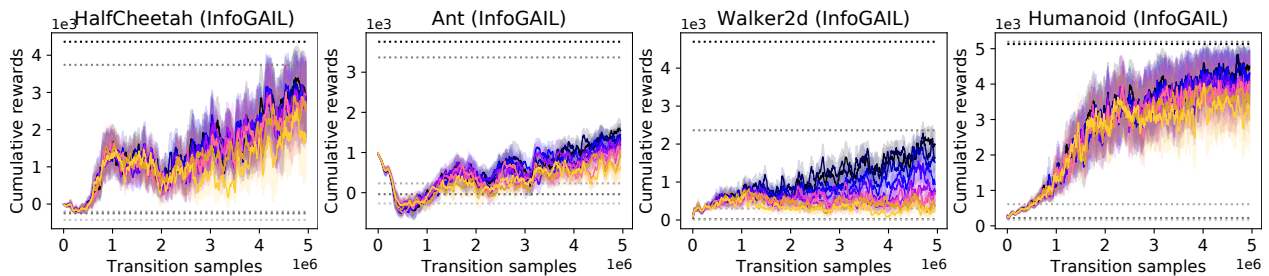 HalfCheetah (InfoGAIL)
1e3
Cumulative rewards
4
3
2
1
0
0 1 2 3 4 5
Transition samples 1e6
Ant (InfoGAIL)
1e3
Cumulative rewards
3
2
1
0
0 1 2 3 4 5
Transition samples 1e6
Walker2d (InfoGAIL)
1e3
Cumulative rewards
4
3
2
1
0
0 1 2 3 4 5
Transition samples 1e6
Humanoid (InfoGAIL)
1e3
Cumulative rewards
5
4
3
2
1
0
0 1 2 3 4 5
Transition samples 1e6